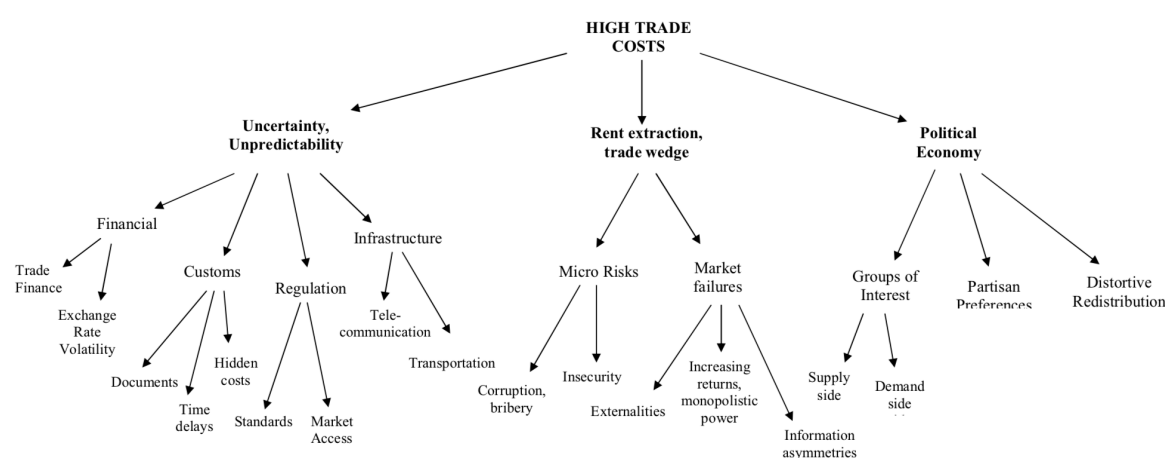 HIGH TRADE
COSTS
Uncertainty,
Unpredictability
Rent extraction,
trade wedge
Political
Economy
Financial
Infrastructure
Customs
Regulation
Micro Risks
Market
failures
Groups of
Interest
Partisan
Preferences
Distortive
Redistribution
Trade
Finance
Exchange
Rate
Volatility
Documents
Time
delays
Hidden
costs
Standards
Market
Access
Tele-
communication
Transportation
Corruption,
bribery
Insecurity
Externalities
Increasing
returns,
monopolistic
power
Information
asymmetries
Supply
side
Demand
side